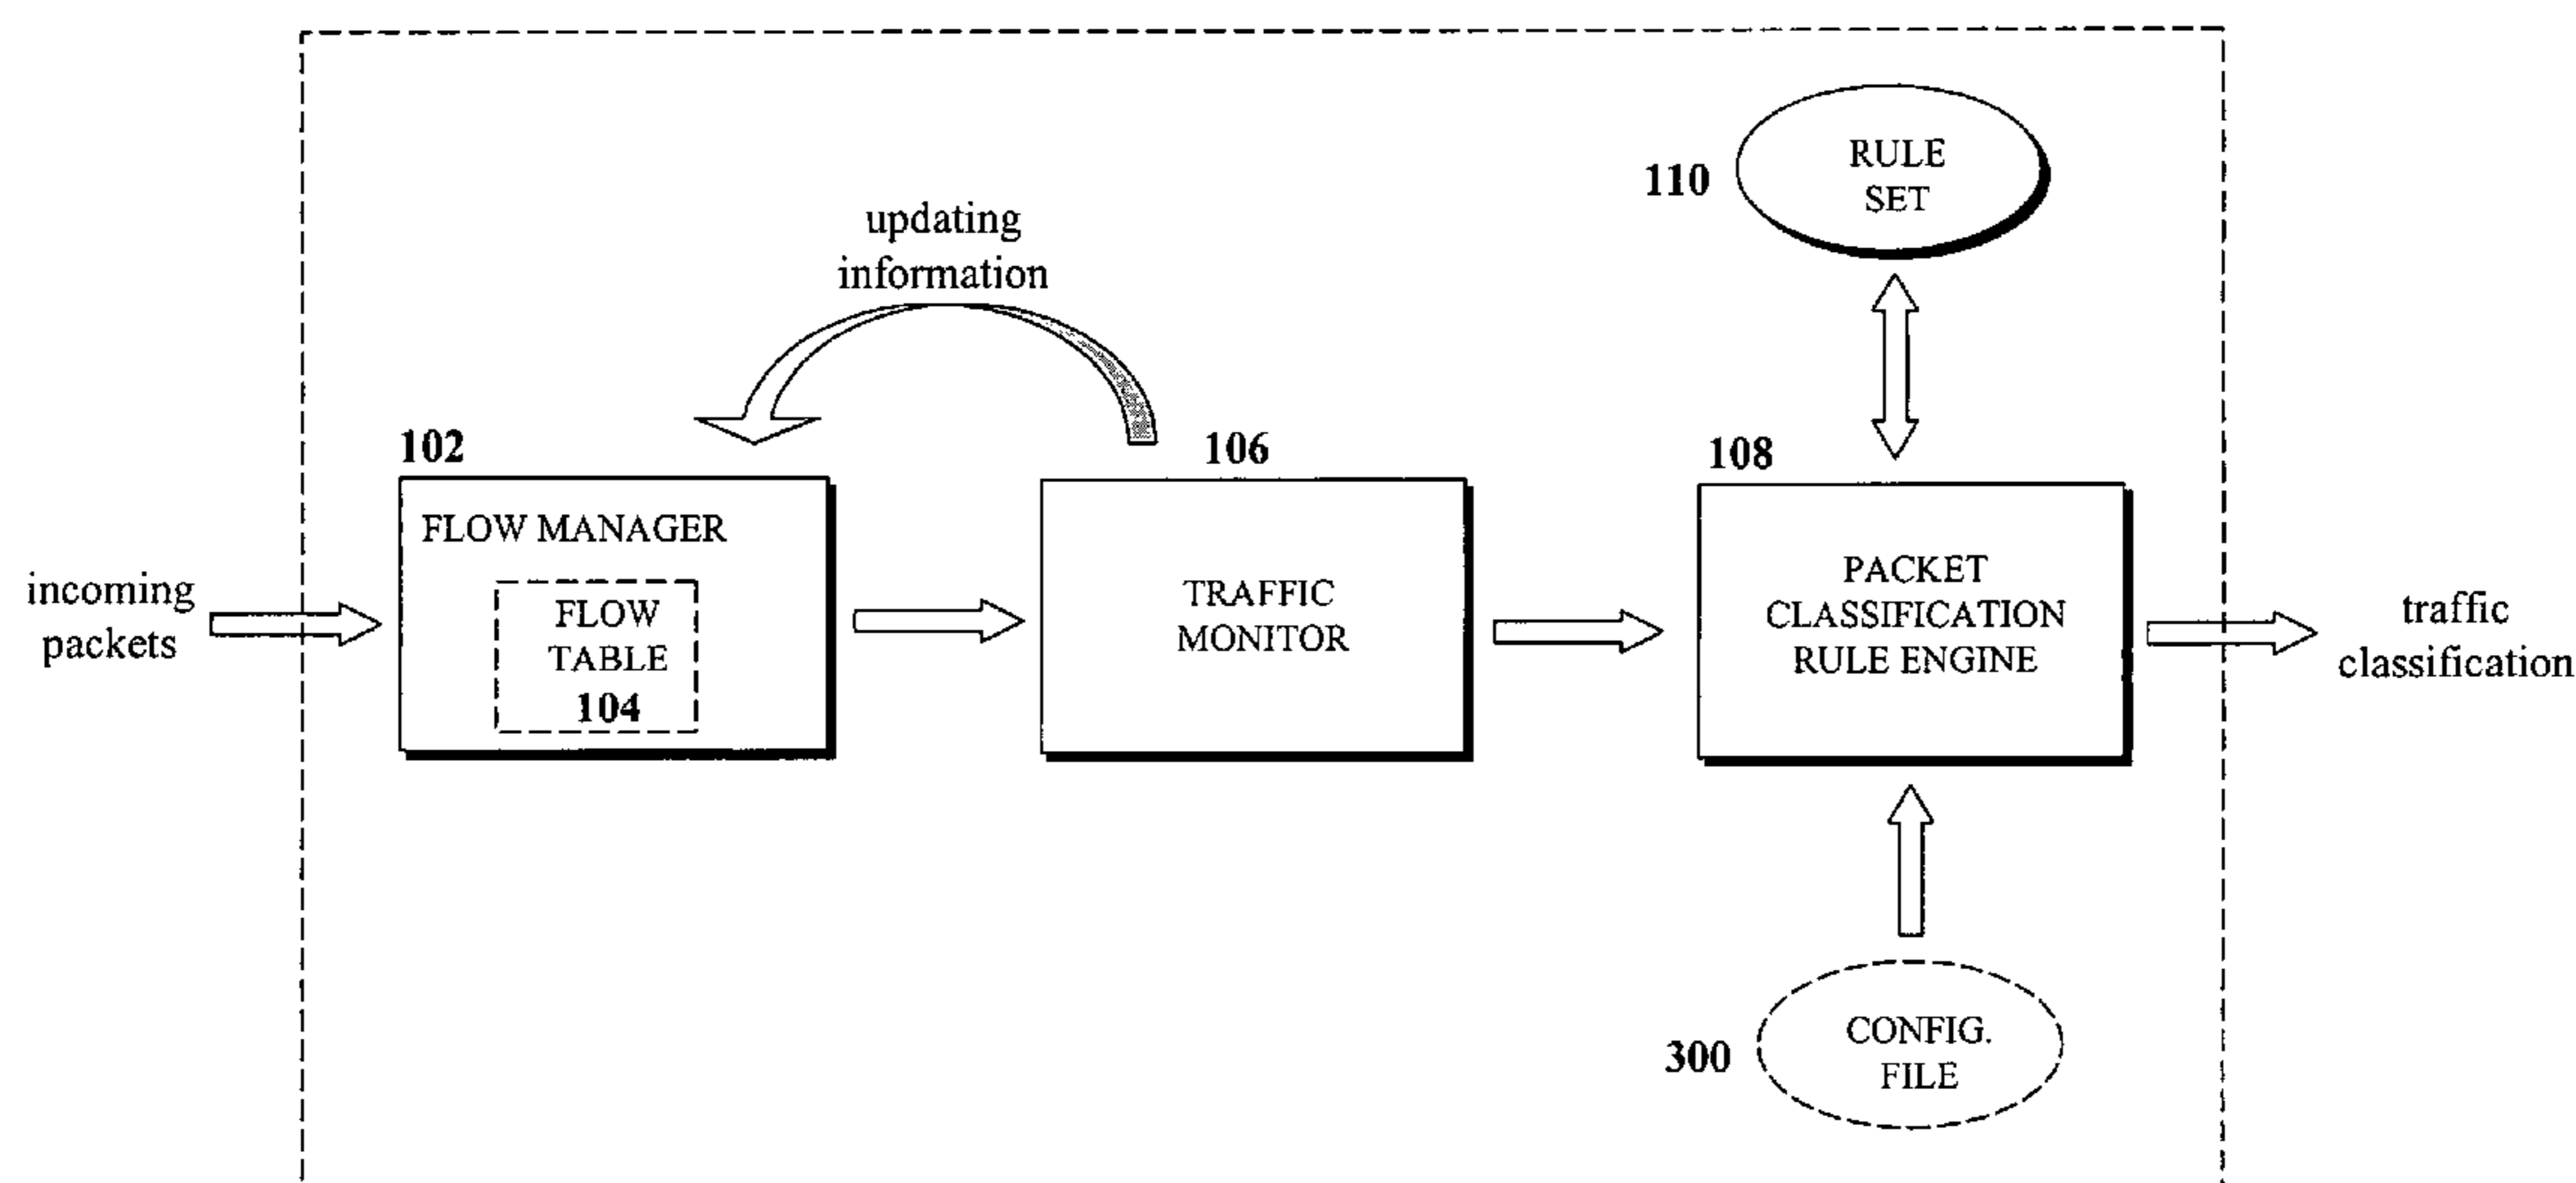 RULE
SET
110
updating
information
102
106
108
FLOW MANAGER
FLOW
TABLE
104
TRAFFIC
MONITOR
PACKET
CLASSIFICATION
RULE ENGINE
incoming
packets
traffic
classification
300
CONFIG.
FILE